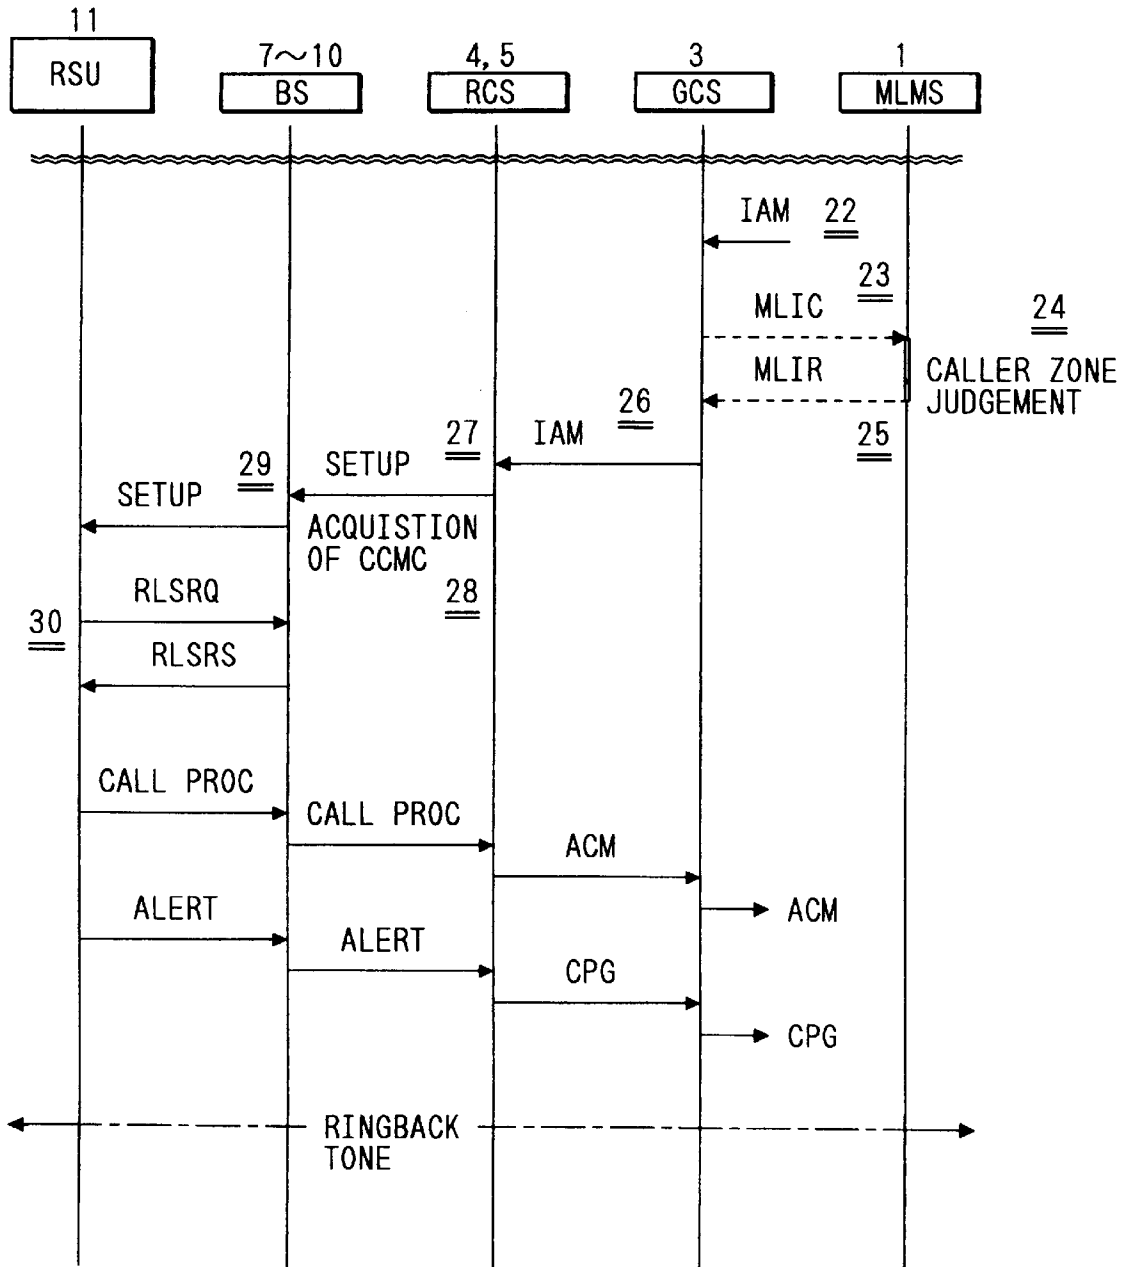 11
7～10
4, 5
3
1
RSU
BS
RCS
GCS
MLMS
IAM 22
23
MLIC
24
MLIR
CALLER ZONE
JUDGEMENT
25
26
IAM
27
SETUP
29
SETUP
ACQUISTION
OF CCMC
28
RLSRQ
30
RLSRS
CALL PROC
CALL PROC
ACM
ACM
ALERT
ALERT
CPG
CPG
RINGBACK
TONE